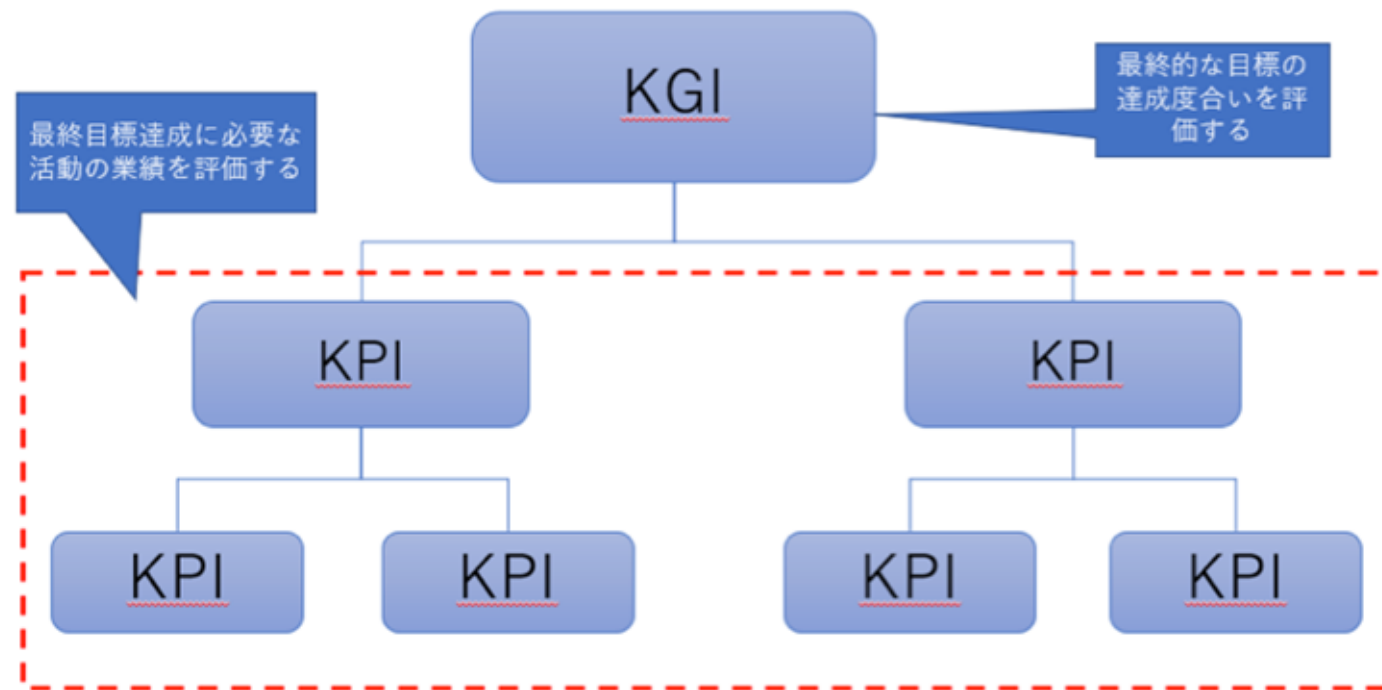 KGI
最終的な目標の
達成度合いを評
価する
最終目標達成に必要な
活動の業績を評価する
KPI
KPI
KPI
KPI
KPI
KPI